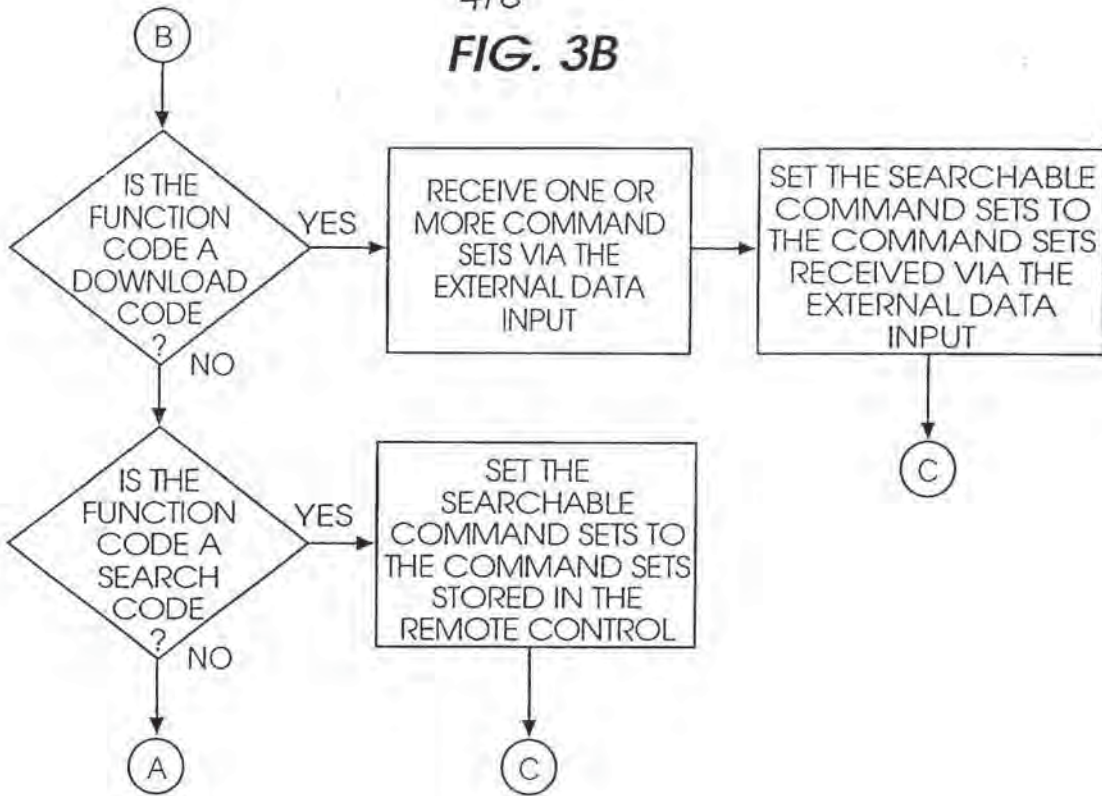 FIG. 3B
B
IS THE
FUNCTION
CODE A
DOWNLOAD
CODE
?
YES
NO
RECEIVE ONE OR
MORE COMMAND
SETS VIA THE
EXTERNAL DATA
INPUT
SET THE SEARCHABLE
COMMAND SETS TO
THE COMMAND SETS
RECEIVED VIA THE
EXTERNAL DATA
INPUT
C
IS THE
FUNCTION
CODE A
SEARCH
CODE
?
YES
NO
SET THE
SEARCHABLE
COMMAND SETS TO
THE COMMAND SETS
STORED IN THE
REMOTE CONTROL
A
C